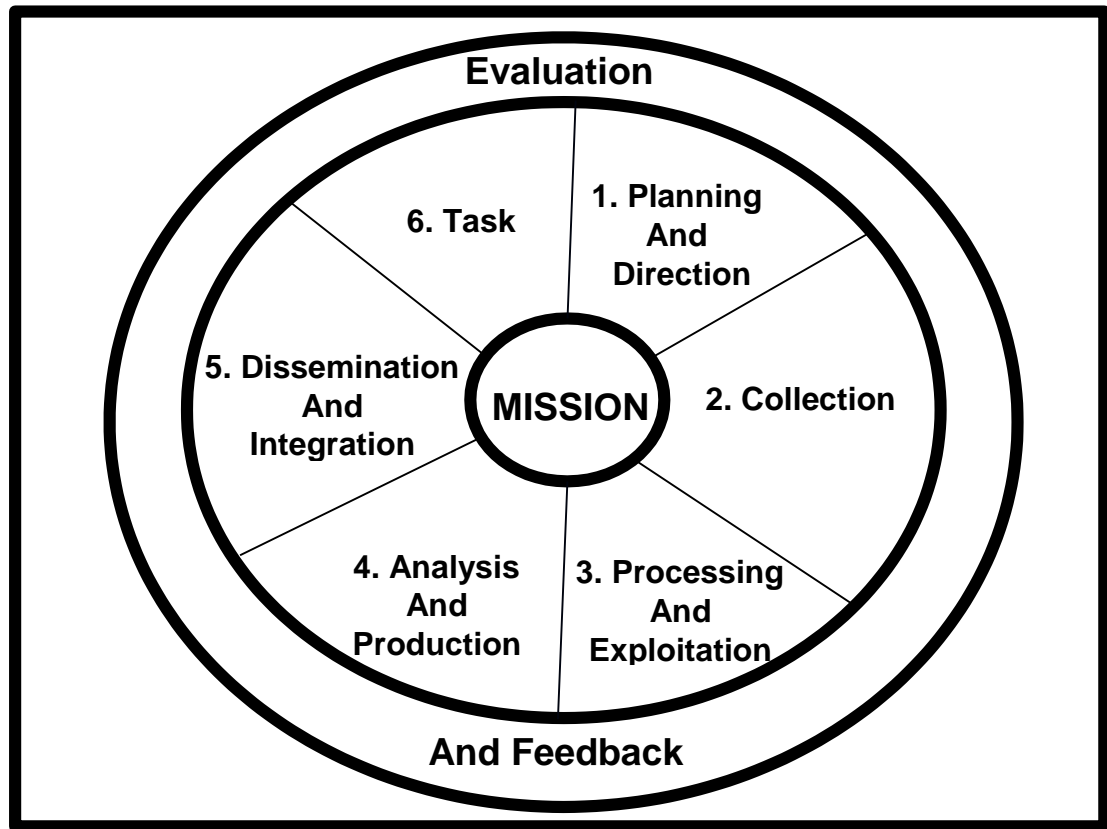 Evaluation
1. Planning
And
Direction
2. Collection
3. Processing
And
Exploitation
4. Analysis
And
Production
5. Dissemination
And
Integration
6. Task
MISSION
And Feedback